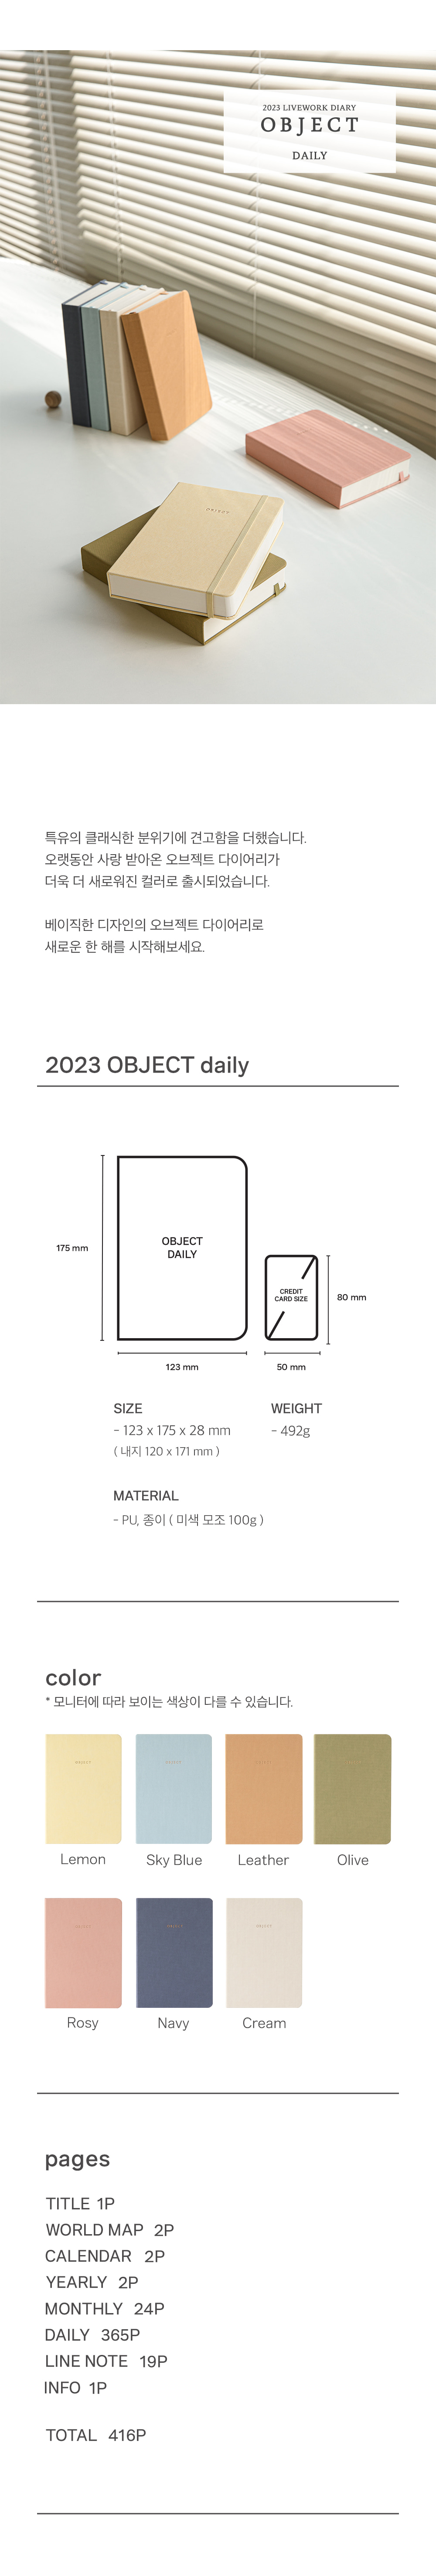 2023 LIVEWORK DIARY
OBJECT
DAILY
OBJECT
특유의 클래식한 분위기에 견고함을 더했습니다.
오랫동안 사랑 받아온 오브젝트 다이어리가
더욱 더 새로워진 컬러로 출시되었습니다.
베이직한 디자인의 오브젝트 다이어리로
새로운 한 해를 시작해보세요.
2023 OBJECT daily
175 mm
OBJECT
DAILY
123 mm
CREDIT
CARD SIZE
80 mm
50 mm
SIZE
- 123 x 175 x 28 mm
( 내지 120 x 171 mm )
WEIGHT
- 492g
MATERIAL
- PU, 종이 ( 미색 모조 100g )
color
* 모니터에 따라 보이는 색상이 다를 수 있습니다.
OBJECT
Lemon
OBJECT
Sky Blue
Leather
Olive
OBJECT
Rosy
OBJECT
Navy
OBJECT
Cream
pages
TITLE 1P
WORLD MAP 2P
CALENDAR 2P
YEARLY 2P
MONTHLY 24P
DAILY 365P
LINE NOTE 19P
INFO 1P
TOTAL 416P